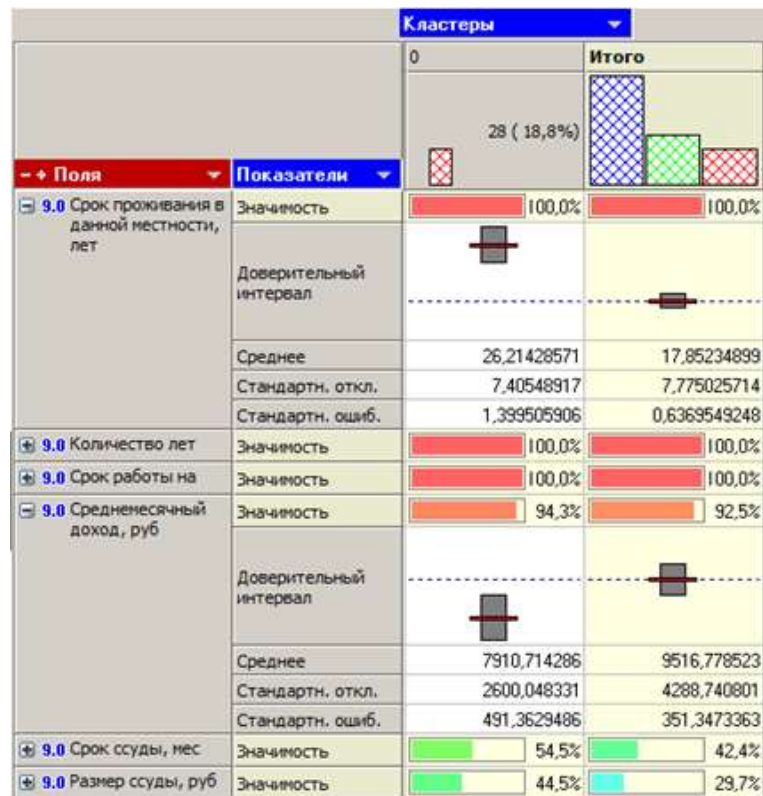 Кластеры
0 Итого
28 ( 18,8%)
− + Поля Показатели
9.0 Срок проживания в Значимость 100,0% 100,0%
данной местности,
лет
Доверительный
интервал
Среднее 26,21428571 17,85234899
Стандартн. откл. 7,40548917 7,775025714
Стандартн. ошиб. 1,399505906 0,6369549248
9.0 Количество лет Значимость 100,0% 100,0%
9.0 Срок работы на Значимость 100,0% 100,0%
9.0 Среднемесячный Значимость 94,3% 92,5%
доход, руб
Доверительный
интервал
Среднее 7910,714286 9516,778523
Стандартн. откл. 2600,048331 4288,740801
Стандартн. ошиб. 491,3629486 351,3473363
9.0 Срок ссуды, мес Значимость 54,5% 42,4%
9.0 Размер ссуды, руб Значимость 44,5% 29,7%